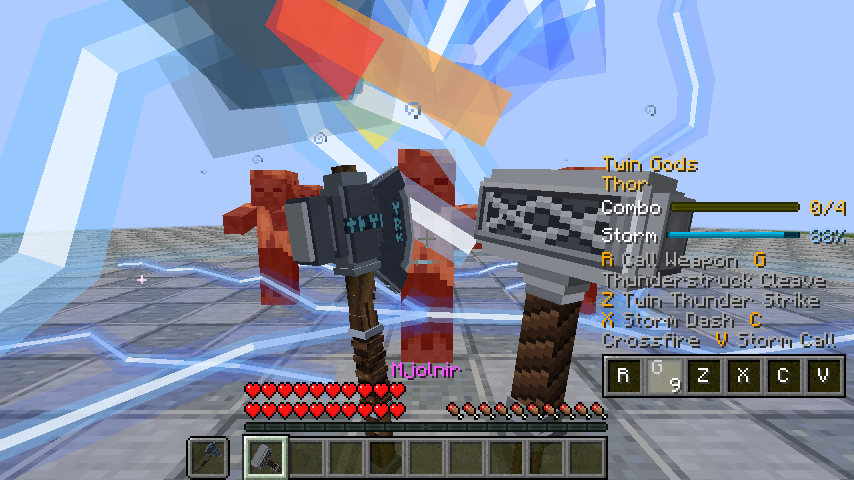 Twin Gods
Thor
Combo 0/4
Storm 88%
R Call Weapon G
Thunderstruck Cleave
Z Twin Thunder Strike
X Storm Dash C
Crossfire V Storm Call
Mjolnir
R G 9 Z X C V